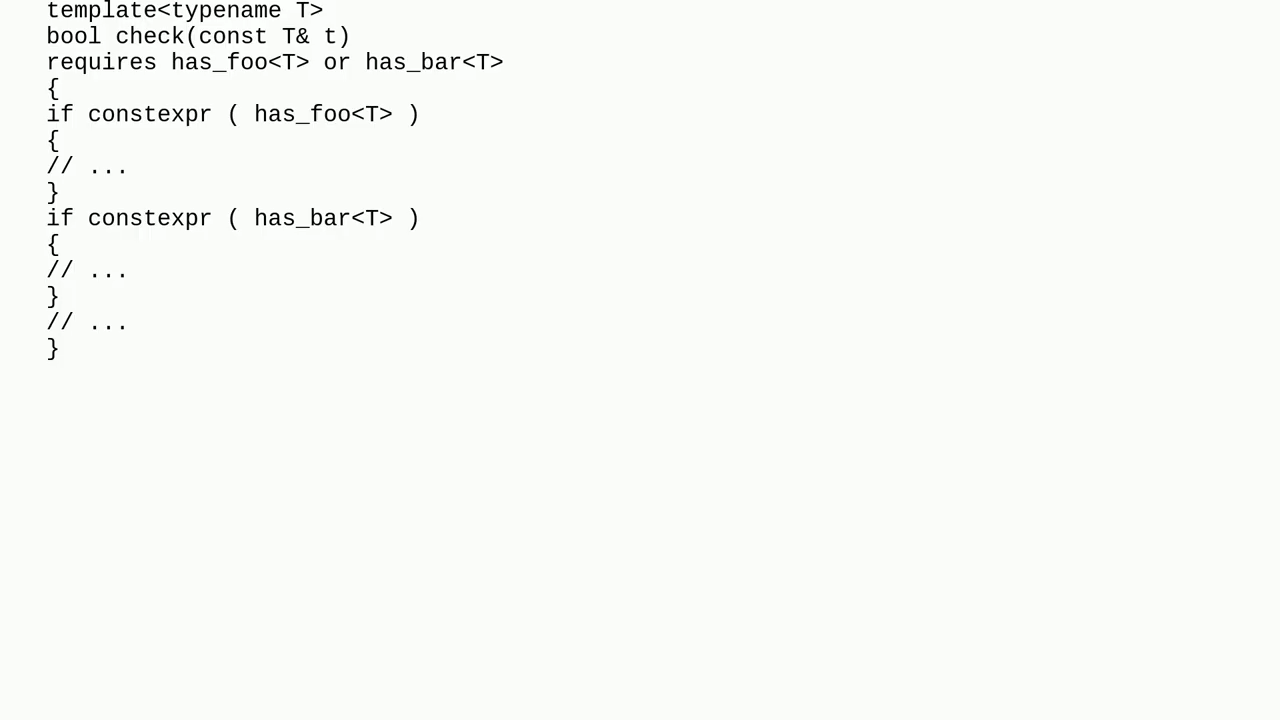 template<typename T>
bool check(const T& t)
requires has_foo<T> or has_bar<T>
{
if constexpr ( has_foo<T> )
{
// ...
}
if constexpr ( has_bar<T> )
{
// ...
}
// ...
}